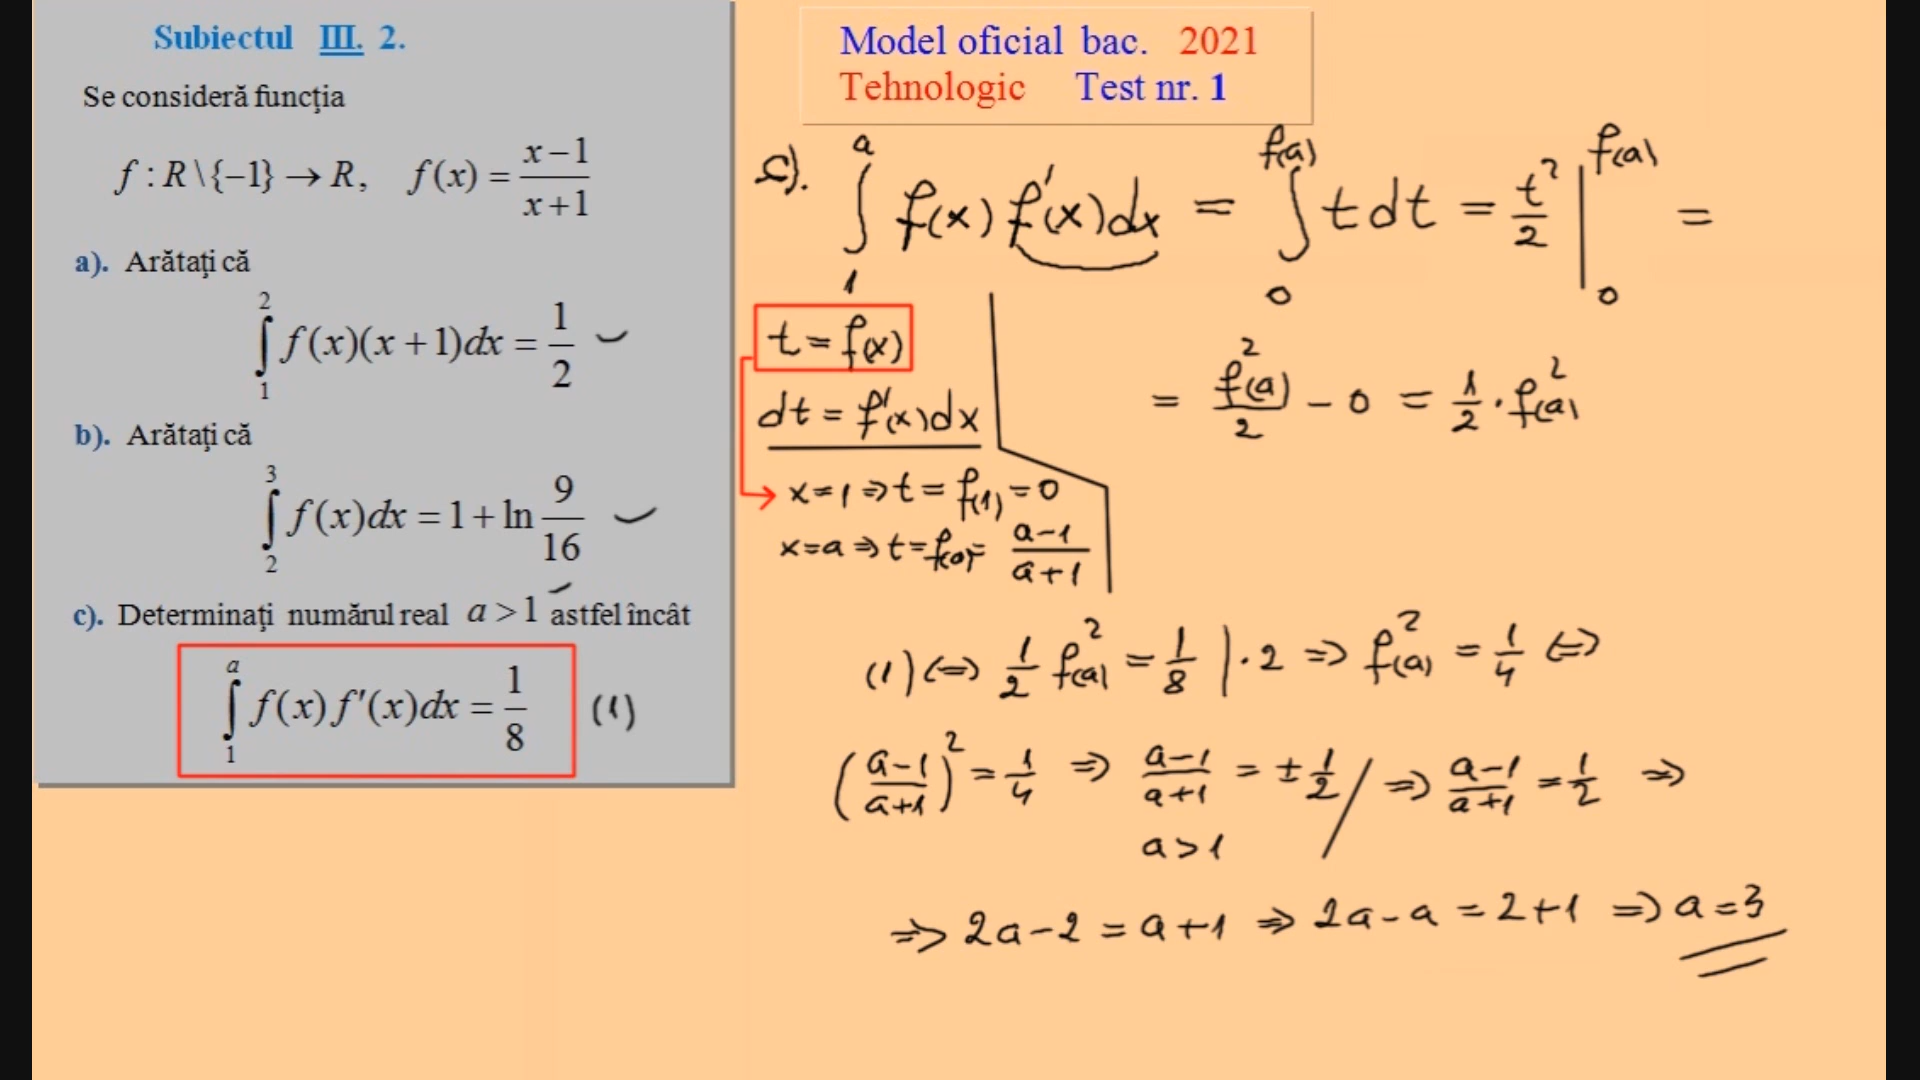 Subiectul III. 2.
Se consideră funcţia
f : R \ {−1} → R, f(x) = (x−1)/(x+1)
a). Arătaţi că
∫₁² f(x)(x+1)dx = 1/2
b). Arătaţi că
∫₂³ f(x)dx = 1 + ln 9/16
c). Determinaţi numărul real a > 1 astfel încât
∫₁ᵃ f(x) f'(x)dx = 1/8 (1)
Model oficial bac. 2021
Tehnologic Test nr. 1
c). ∫₁ᵃ f(x) f'(x)dx = ∫₀^f(a) t dt = t²/2 |₀^f(a) =
t = f(x)
dt = f'(x)dx
x=1 ⇒ t = f(1) = 0
x=a ⇒ t = f(a) = (a−1)/(a+1)
= f²(a)/2 − 0 = 1/2 · f²(a)
(1) ⇔ 1/2 f²(a) = 1/8 | · 2 ⇒ f²(a) = 1/4 ⇔
((a−1)/(a+1))² = 1/4 ⇒ (a−1)/(a+1) = ± 1/2 / ⇒ (a−1)/(a+1) = 1/2 ⇒
a > 1
⇒ 2a − 2 = a + 1 ⇒ 2a − a = 2 + 1 ⇒ a = 3